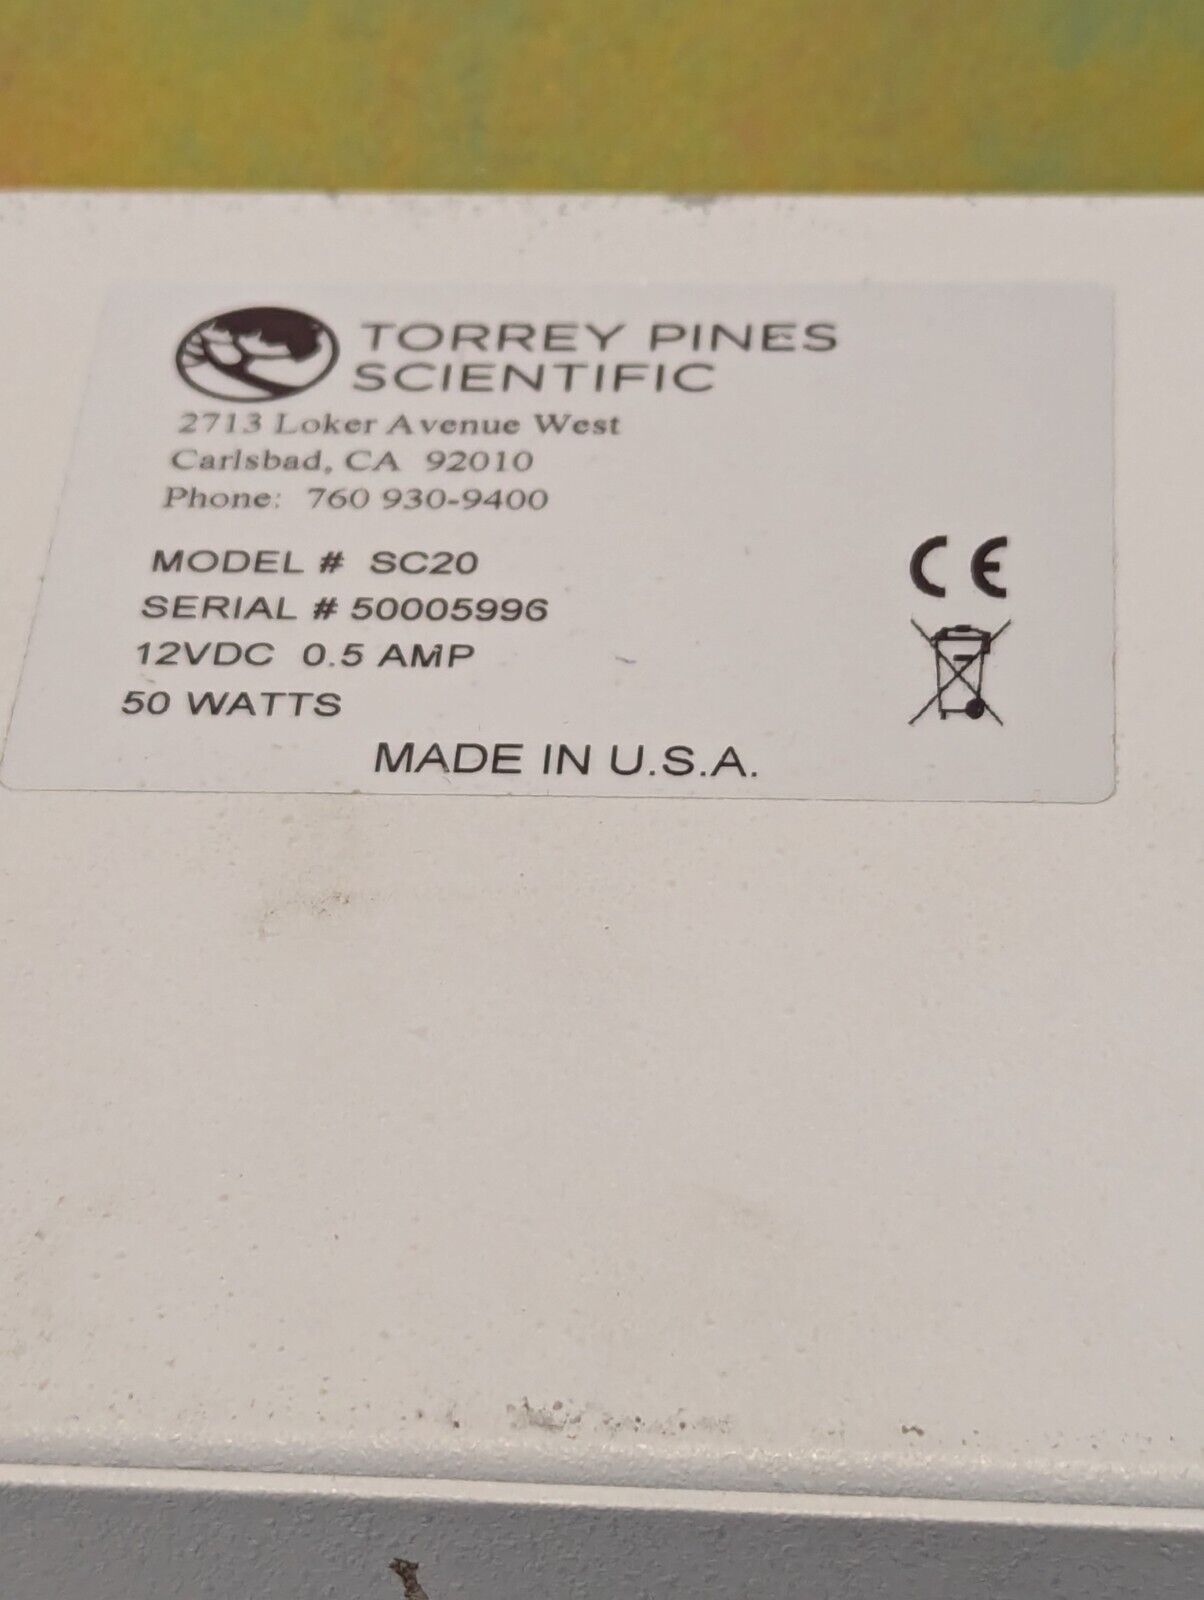 TORREY PINES
SCIENTIFIC
2713 Loker Avenue West
Carlsbad, CA 92010
Phone: 760 930-9400
MODEL # SC20
SERIAL # 50005996
12VDC 0.5 AMP
50 WATTS
CE
MADE IN U.S.A.